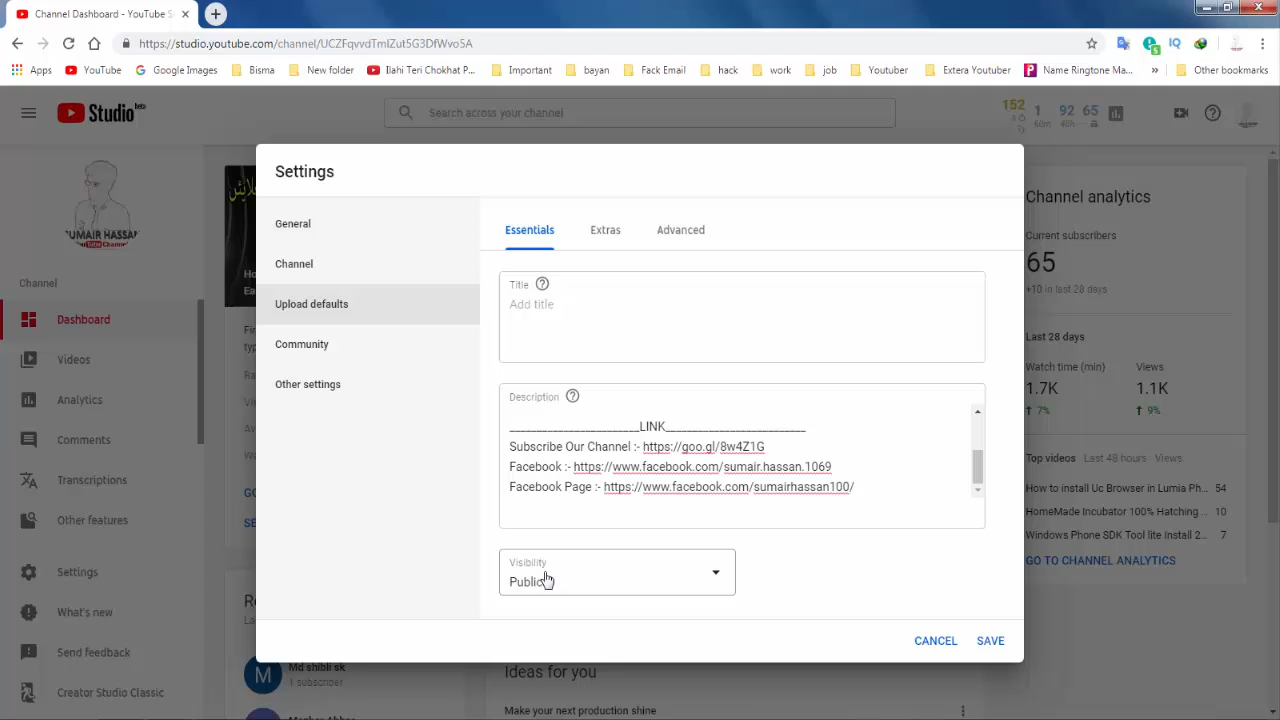 Channel Dashboard - YouTube S
https://studio.youtube.com/channel/UCZFqvvdTmlZut5G3DfWvo5A
Apps YouTube Google Images Bisma New folder Ilahi Teri Chokhat P... Important bayan Fack Email hack work job Youtuber Extera Youtuber Name Ringtone Ma... » Other bookmarks
Studio beta
Search across your channel
152 1 92 65
60m 48h
Settings
General
Channel
Upload defaults
Community
Other settings
Essentials Extras Advanced
Title
Add title
Description
________________________LINK__________________________
Subscribe Our Channel :- https://goo.gl/8w4Z1G
Facebook :- https://www.facebook.com/sumair.hassan.1069
Facebook Page :- https://www.facebook.com/sumairhassan100/
Visibility
Public
CANCEL SAVE
UMAIR HASSA
Channel
Dashboard
Videos
Analytics
Comments
Transcriptions
Other features
Settings
What's new
Send feedback
Creator Studio Classic
Channel analytics
Current subscribers
65
+10 in last 28 days
Last 28 days
Watch time (min) Views
1.7K 1.1K
7% 9%
Top videos Last 48 hours · Views
How to install Uc Browser in Lumia Ph... 54
HomeMade Incubator 100% Hatching ... 10
Windows Phone SDK Tool lite Install 2... 7
GO TO CHANNEL ANALYTICS
M
Md shibli sk
1 subscriber
Ideas for you
Make your next production shine